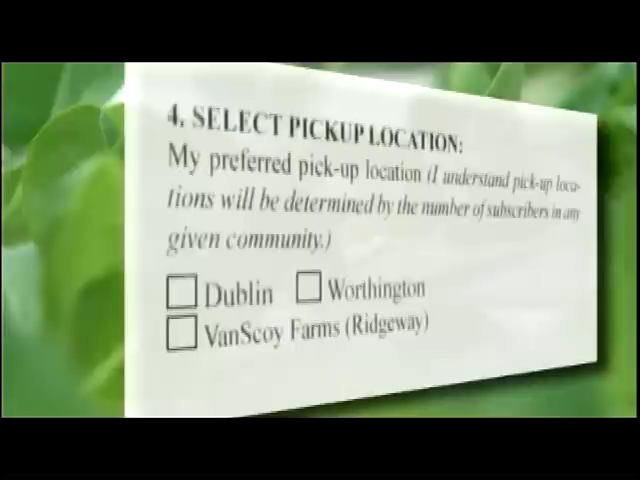 4. SELECT PICKUP LOCATION:
My preferred pick-up location (I understand pick-up loca-
tions will be determined by the number of subscribers in any
given community.)
Dublin Worthington
VanScoy Farms (Ridgeway)